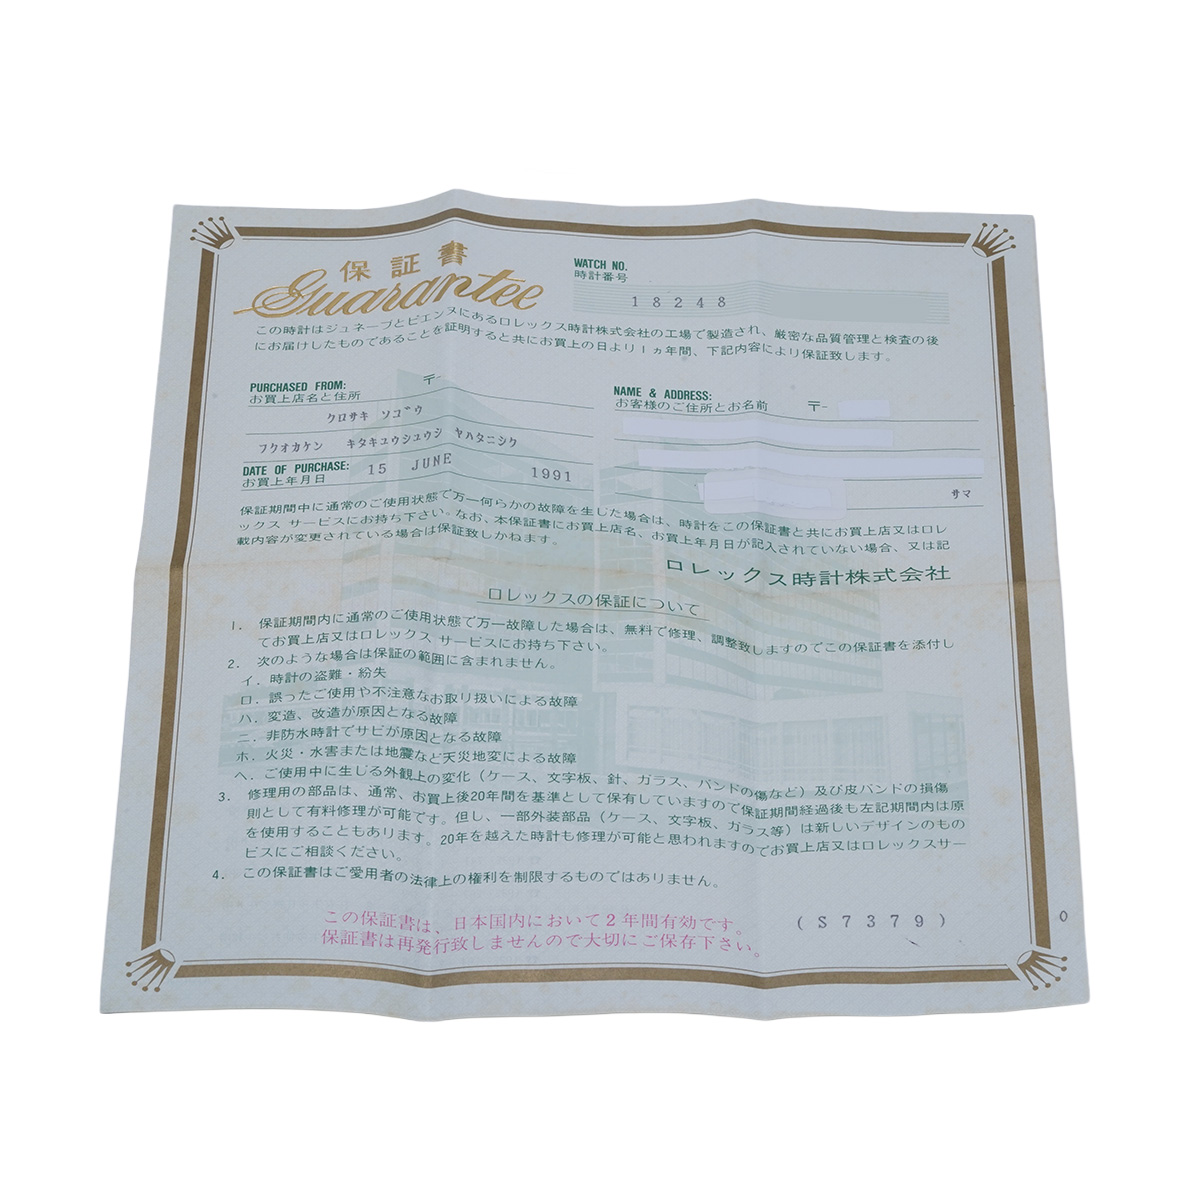 保証書
Guarantee
WATCH NO.
時計番号
18248
この時計はジュネーブとビエンヌにあるロレックス時計株式会社の工場で製造され、厳密な品質管理と検査の後
にお届けしたものであることを証明すると共にお買上の日より1ヵ年間、下記内容により保証致します。
PURCHASED FROM:
お買上店名と住所
〒-
クロサキ ソゴウ
フクオカケン キタキュウシュウシ ヤハタニシク
DATE OF PURCHASE:
お買上年月日
15 JUNE 1991
NAME & ADDRESS:
お客様のご住所とお名前
〒-
サマ
保証期間中に通常のご使用状態で万一何らかの故障を生じた場合は、時計をこの保証書と共にお買上店又はロレ
ックス サービスにお持ち下さい。なお、本保証書にお買上店名、お買上年月日が記入されていない場合、又は記
載内容が変更されている場合は保証致しかねます。
ロレックス時計株式会社
ロレックスの保証について
1. 保証期間内に通常のご使用状態で万一故障した場合は、無料で修理、調整致しますのでこの保証書を添付し
てお買上店又はロレックス サービスにお持ち下さい。
2. 次のような場合は保証の範囲に含まれません。
イ. 時計の盗難・紛失
ロ. 誤ったご使用や不注意なお取り扱いによる故障
ハ. 変造、改造が原因となる故障
ニ. 非防水時計でサビが原因となる故障
ホ. 火災・水害または地震など天災地変による故障
ヘ. ご使用中に生じる外観上の変化（ケース、文字板、針、ガラス、バンドの傷など）及び皮バンドの損傷
3. 修理用の部品は、通常、お買上後20年間を基準として保有していますので保証期間経過後も左記期間内は原
則として有料修理が可能です。但し、一部外装部品（ケース、文字板、ガラス等）は新しいデザインのもの
を使用することもあります。20年を越えた時計も修理が可能と思われますのでお買上店又はロレックスサー
ビスにご相談ください。
4. この保証書はご愛用者の法律上の権利を制限するものではありません。
この保証書は、日本国内において2年間有効です。
保証書は再発行致しませんので大切にご保存下さい。
(S7379)
0